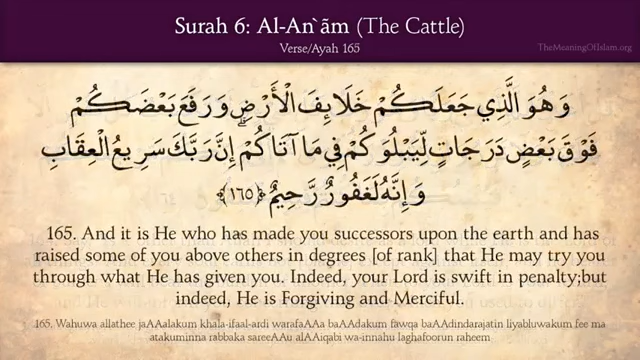 Surah 6: Al-An`ãm (The Cattle)
Verse/Ayah 165
TheMeaningOfIslam.org
وَهُوَ الَّذِي جَعَلَكُمْ خَلَائِفَ الْأَرْضِ وَرَفَعَ بَعْضَكُمْ
فَوْقَ بَعْضٍ دَرَجَاتٍ لِّيَبْلُوَكُمْ فِي مَا آتَاكُمْ ۗ إِنَّ رَبَّكَ سَرِيعُ الْعِقَابِ
وَإِنَّهُ لَغَفُورٌ رَّحِيمٌ ﴿١٦٥﴾
165. And it is He who has made you successors upon the earth and has
raised some of you above others in degrees [of rank] that He may try you
through what He has given you. Indeed, your Lord is swift in penalty;but
indeed, He is Forgiving and Merciful.
165. Wahuwa allathee jaAAalakum khala-ifaal-ardi warafaAAa baAAdakum fawqa baAAdindarajatin liyabluwakum fee ma
atakuminna rabbaka sareeAAu alAAiqabi wa-innahu laghafoorun raheem